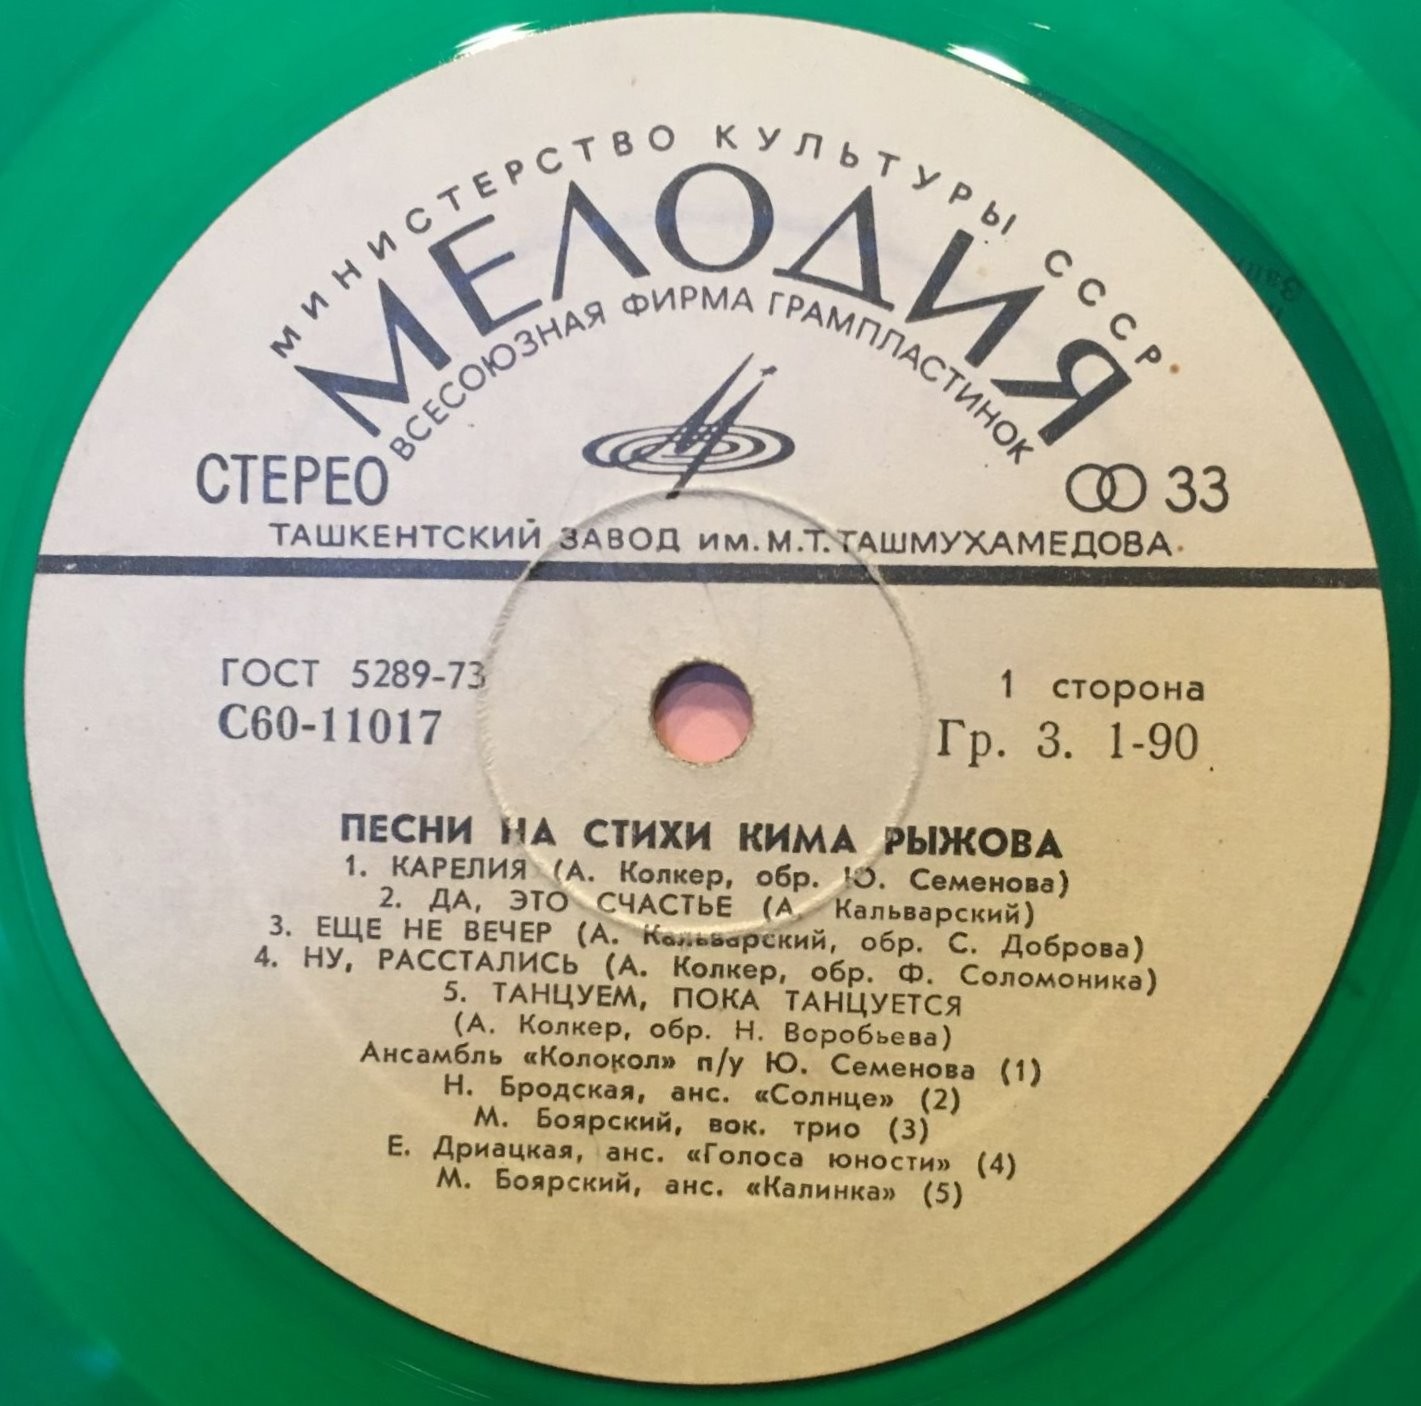 МИНИСТЕРСТВО КУЛЬТУРЫ СССР
МЕЛОДИЯ
ВСЕСОЮЗНАЯ ФИРМА ГРАМПЛАСТИНОК
СТЕРЕО
33
ТАШКЕНТСКИЙ ЗАВОД им. М.Т. ТАШМУХАМЕДОВА
ГОСТ 5289-73
1 сторона
С60-11017
Гр. 3. 1-90
ПЕСНИ НА СТИХИ КИМА РЫЖОВА
1. КАРЕЛИЯ (А. Колкер, обр. Ю. Семенова)
2. ДА, ЭТО СЧАСТЬЕ (А. Кальварский)
3. ЕЩЕ НЕ ВЕЧЕР (А. Кальварский, обр. С. Доброва)
4. НУ, РАССТАЛИСЬ (А. Колкер, обр. Ф. Соломоника)
5. ТАНЦУЕМ, ПОКА ТАНЦУЕТСЯ
(А. Колкер, обр. Н. Воробьева)
Ансамбль «Колокол» п/у Ю. Семенова (1)
Н. Бродская, анс. «Солнце» (2)
М. Боярский, вок. трио (3)
Е. Дриацкая, анс. «Голоса юности» (4)
М. Боярский, анс. «Калинка» (5)